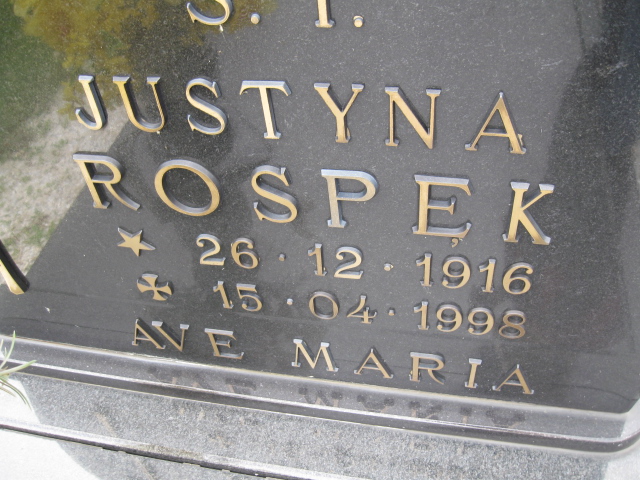 Ś. P.
JUSTYNA
ROSPĘK
26 · 12 · 1916
15 · 04 · 1998
AVE MARIA